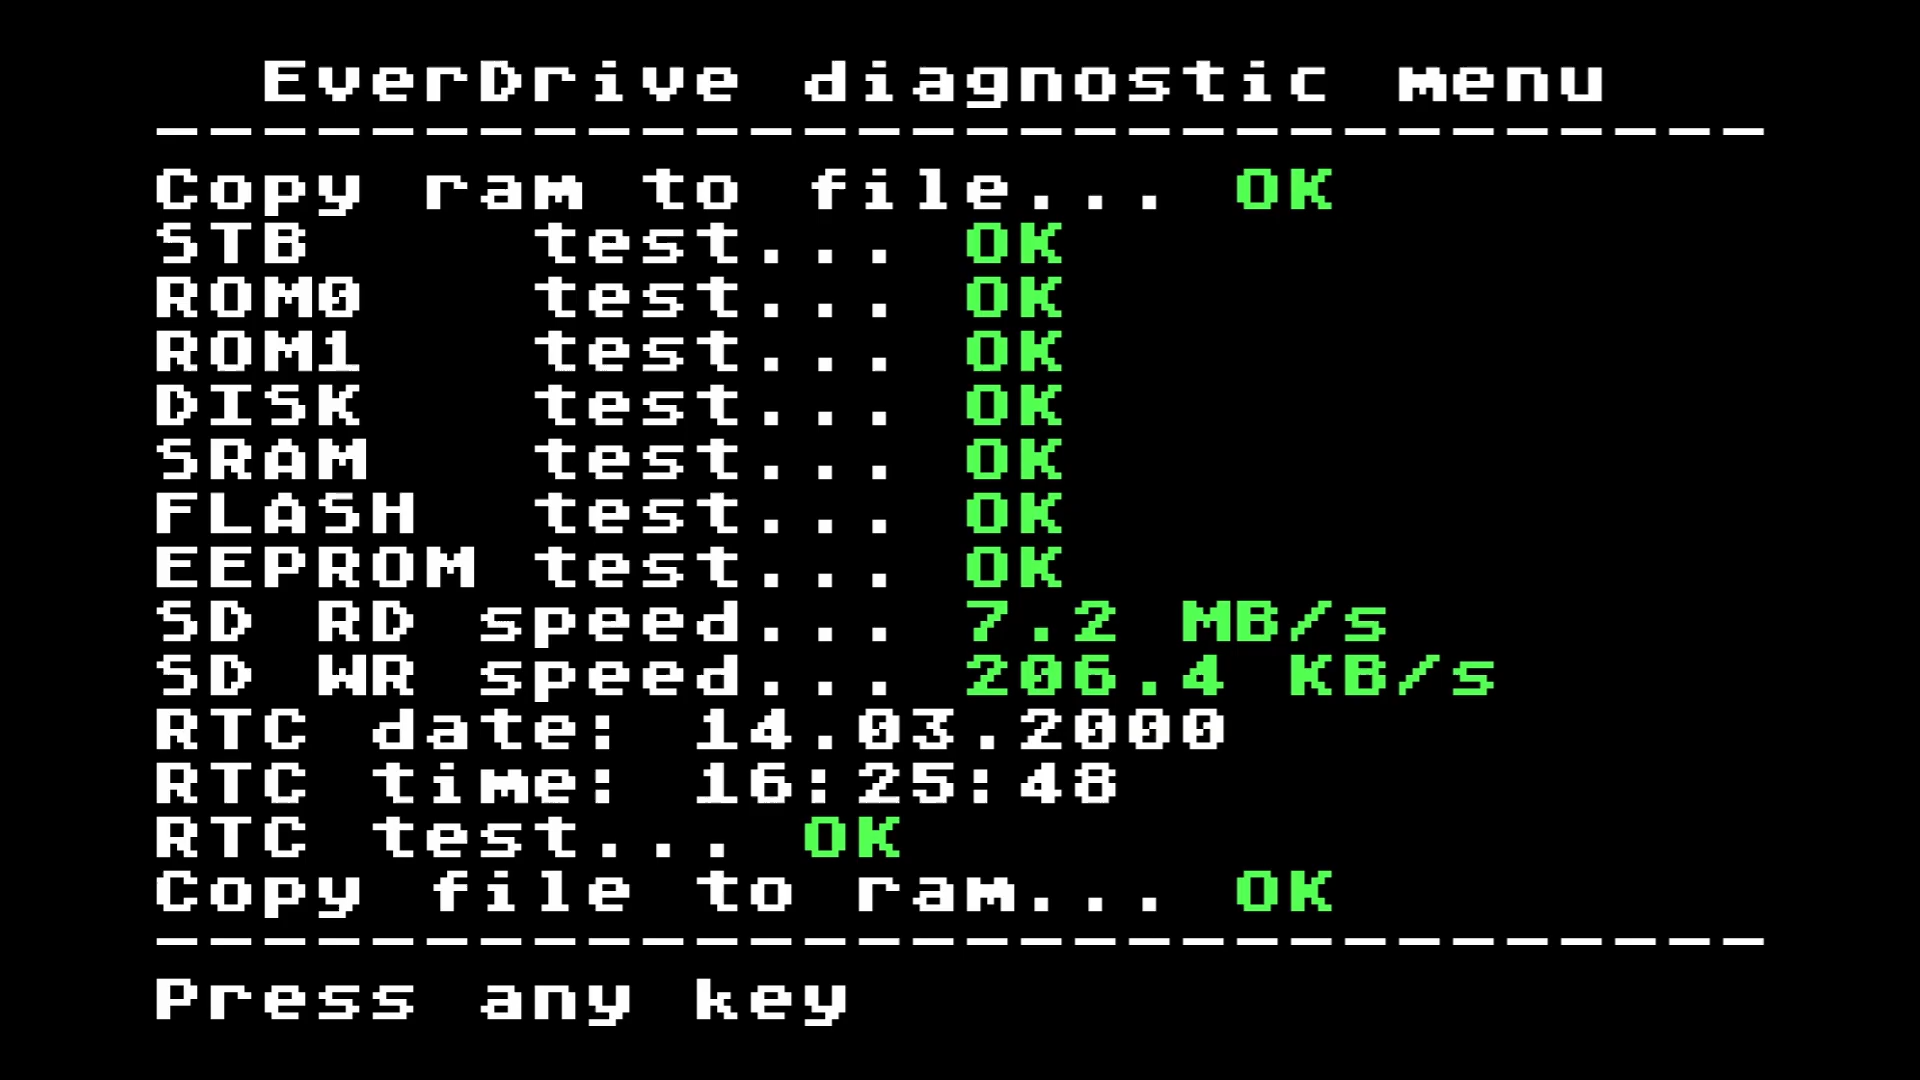 EverDrive diagnostic menu
------------------------------
Copy ram to file... OK
STB    test... OK
ROM0   test... OK
ROM1   test... OK
DISK   test... OK
SRAM   test... OK
FLASH  test... OK
EEPROM test... OK
SD RD speed... 7.2 MB/s
SD WR speed... 206.4 KB/s
RTC date: 14.03.2000
RTC time: 16:25:48
RTC test... OK
Copy file to ram... OK
------------------------------
Press any key